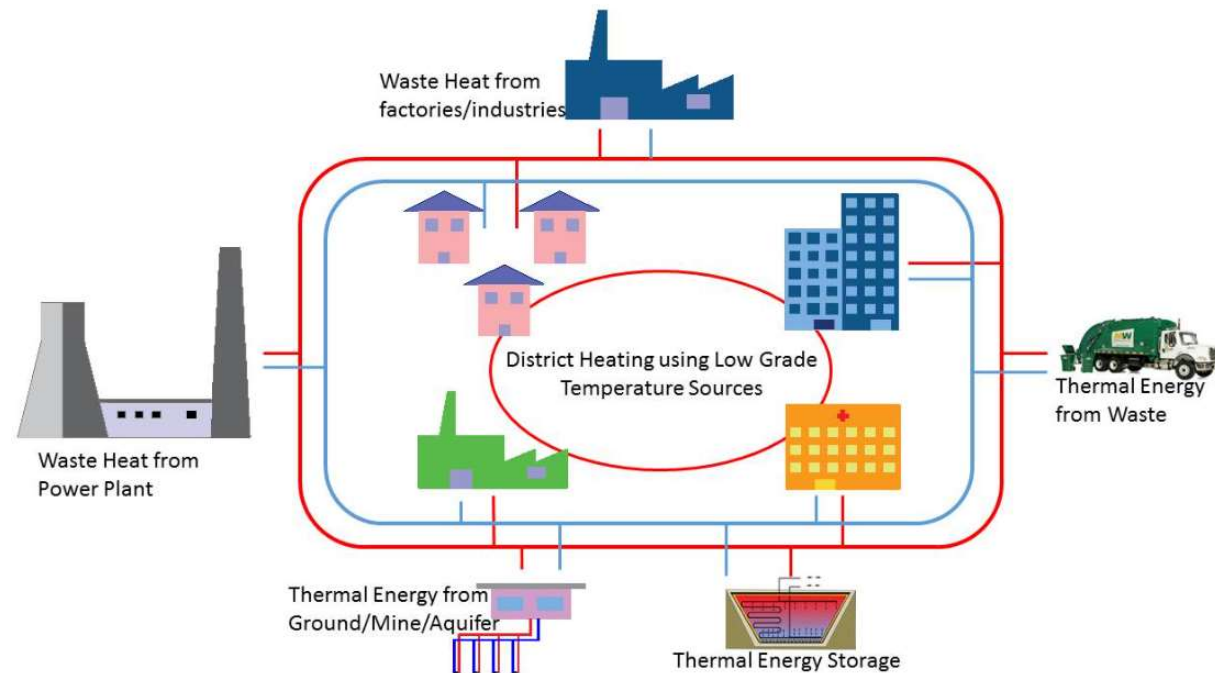 Waste Heat from
factories/industries
District Heating using Low Grade
Temperature Sources
Waste Heat from
Power Plant
Thermal Energy
from Waste
Thermal Energy from
Ground/Mine/Aquifer
Thermal Energy Storage